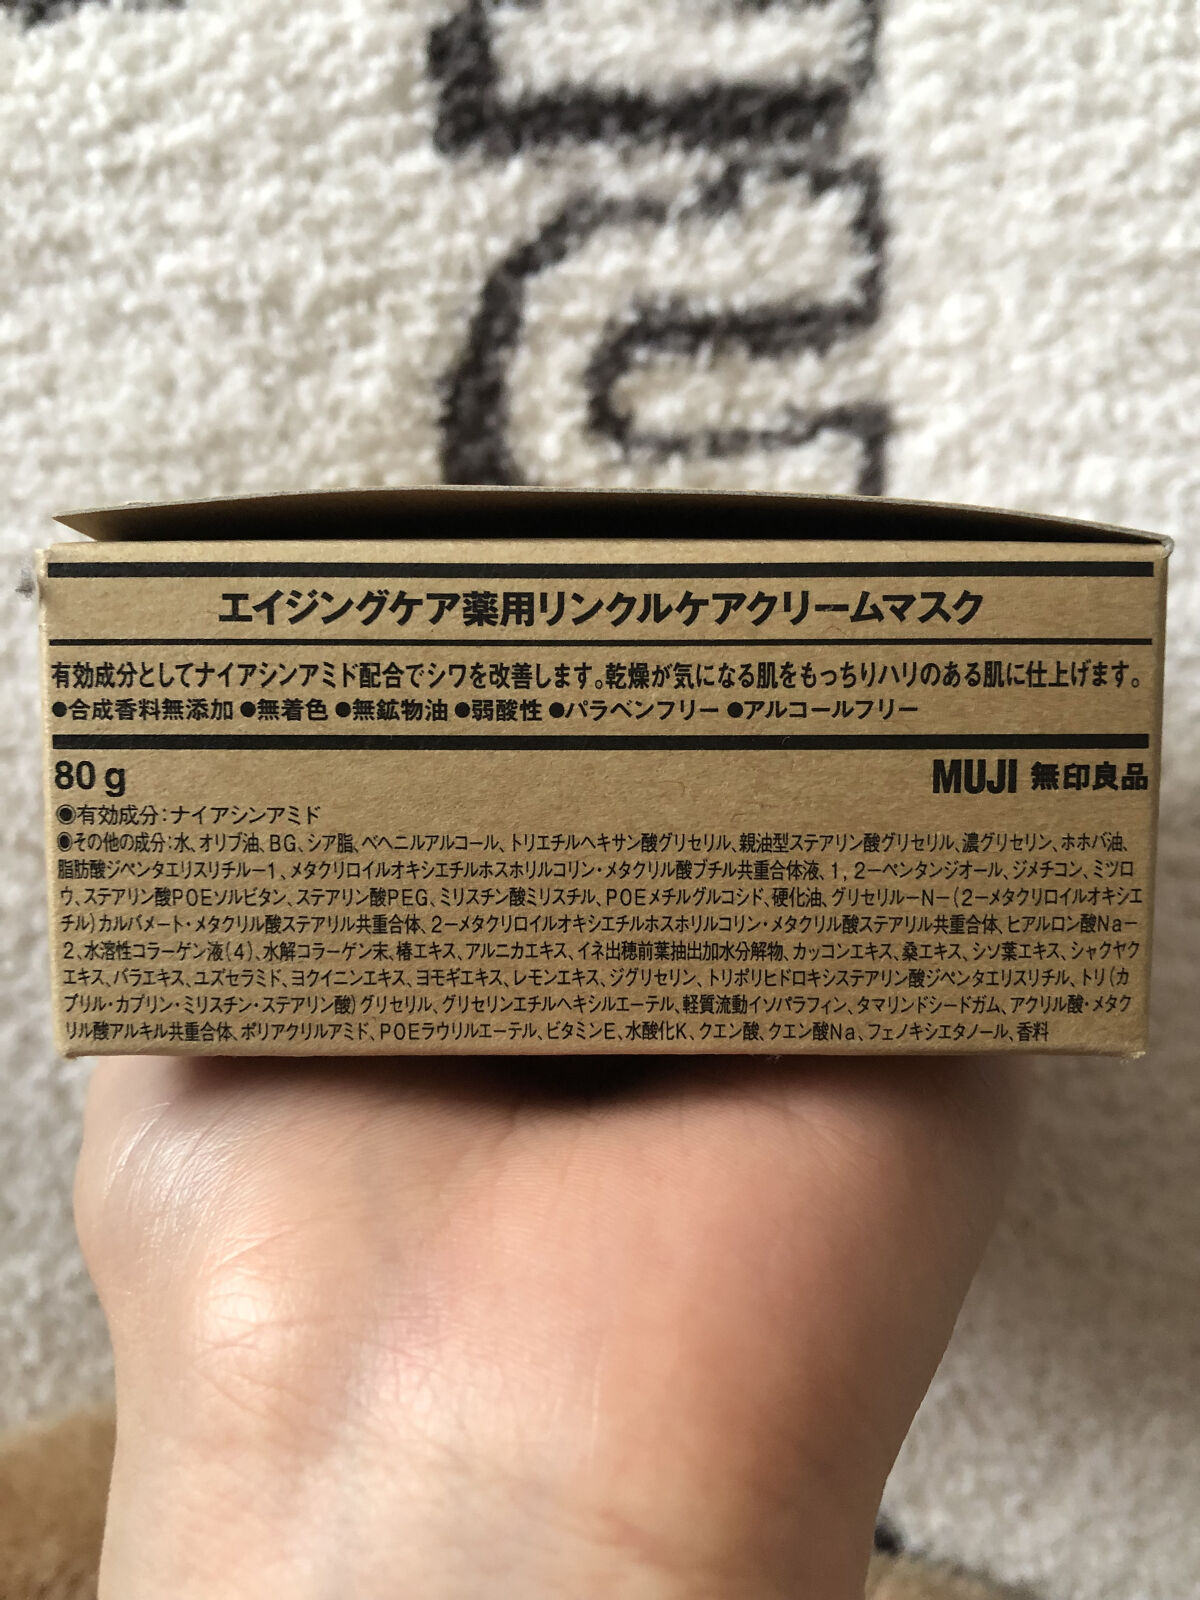 エイジングケア薬用リンクルケアクリームマスク
有効成分としてナイアシンアミド配合でシワを改善します。乾燥が気になる肌をもっちりハリのある肌に仕上げます。
●合成香料無添加 ●無着色 ●無鉱物油 ●弱酸性 ●パラベンフリー ●アルコールフリー
80g MUJI 無印良品
◉有効成分：ナイアシンアミド
◉その他の成分：水、オリブ油、BG、シア脂、ベヘニルアルコール、トリエチルヘキサン酸グリセリル、親油型ステアリン酸グリセリル、濃グリセリン、ホホバ油、
脂肪酸ジペンタエリスリチル－1、メタクリロイルオキシエチルホスホリルコリン・メタクリル酸ブチル共重合体液、1，2－ペンタンジオール、ジメチコン、ミツロ
ウ、ステアリン酸POEソルビタン、ステアリン酸PEG、ミリスチン酸ミリスチル、POEメチルグルコシド、硬化油、グリセリル－N－（2－メタクリロイルオキシエ
チル）カルバメート・メタクリル酸ステアリル共重合体、2－メタクリロイルオキシエチルホスホリルコリン・メタクリル酸ステアリル共重合体、ヒアルロン酸Na－
2、水溶性コラーゲン液（4）、水解コラーゲン末、椿エキス、アルニカエキス、イネ出穂前葉抽出加水分解物、カッコンエキス、桑エキス、シソ葉エキス、シャクヤク
エキス、バラエキス、ユズセラミド、ヨクイニンエキス、ヨモギエキス、レモンエキス、ジグリセリン、トリポリヒドロキシステアリン酸ジペンタエリスリチル、トリ（カ
プリル・カプリン・ミリスチン・ステアリン酸）グリセリル、グリセリンエチルヘキシルエーテル、軽質流動イソパラフィン、タマリンドシードガム、アクリル酸・メタク
リル酸アルキル共重合体、ポリアクリルアミド、POEラウリルエーテル、ビタミンE、水酸化K、クエン酸、クエン酸Na、フェノキシエタノール、香料